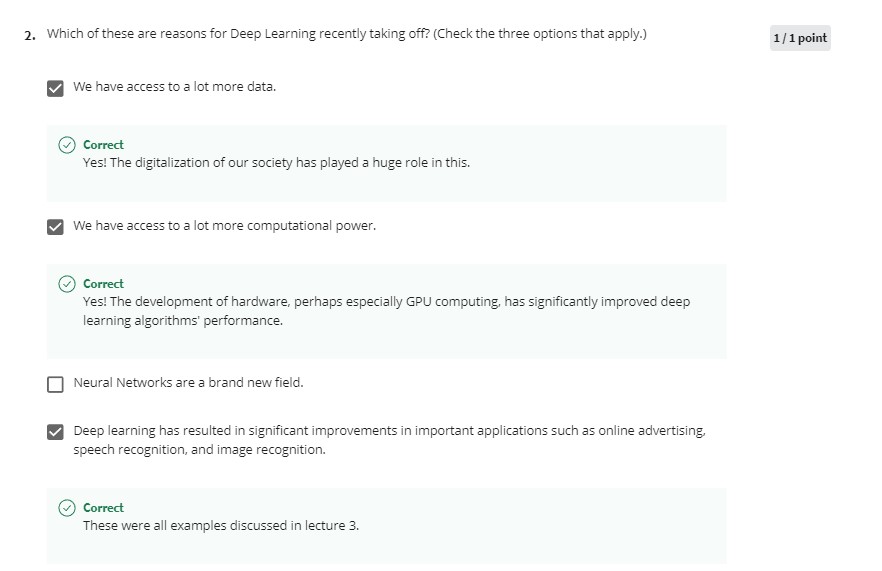 2. Which of these are reasons for Deep Learning recently taking off? (Check the three options that apply.)
1 / 1 point
We have access to a lot more data.
Correct
Yes! The digitalization of our society has played a huge role in this.
We have access to a lot more computational power.
Correct
Yes! The development of hardware, perhaps especially GPU computing, has significantly improved deep
learning algorithms' performance.
Neural Networks are a brand new field.
Deep learning has resulted in significant improvements in important applications such as online advertising,
speech recognition, and image recognition.
Correct
These were all examples discussed in lecture 3.